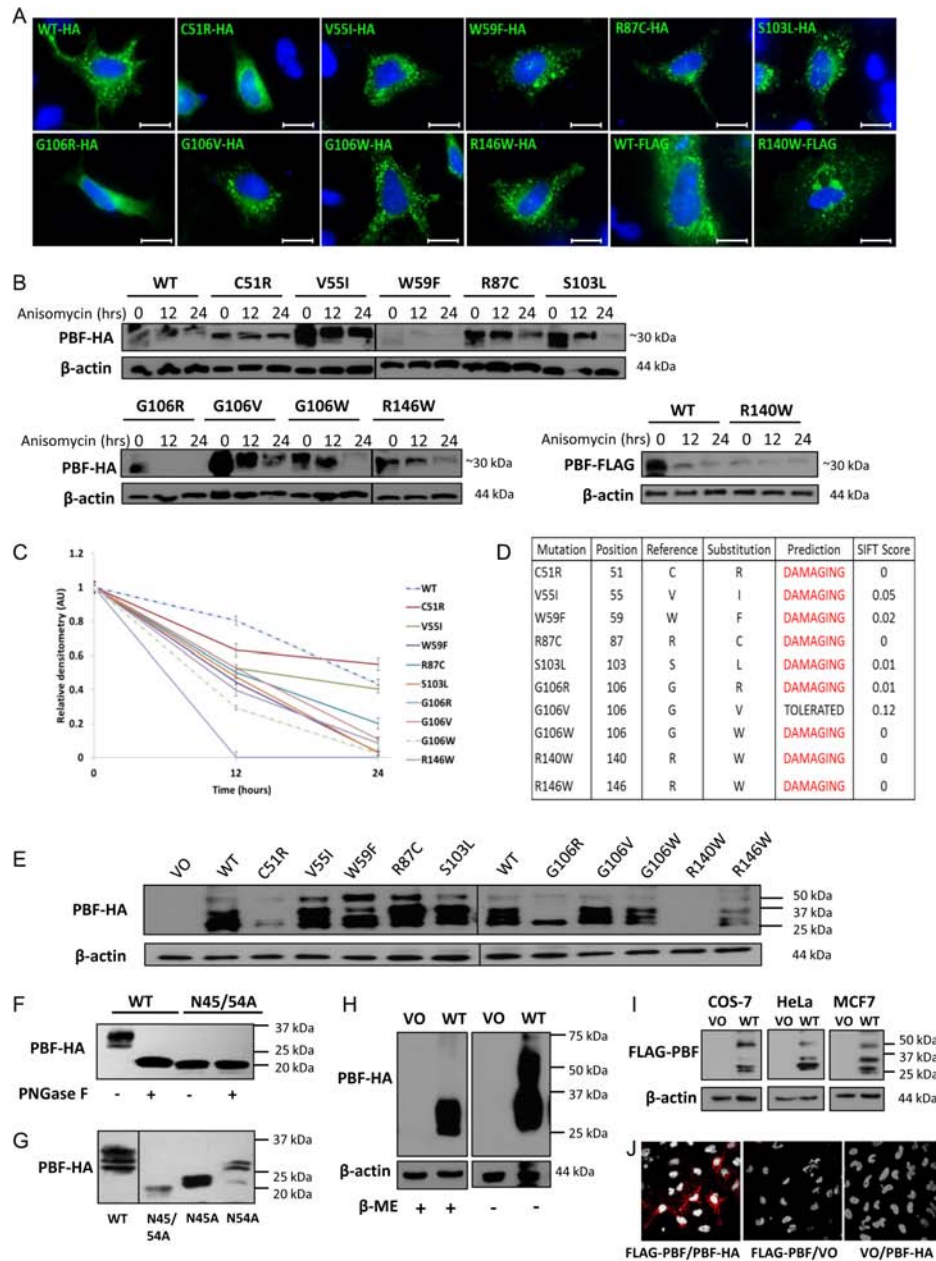 A
WT-HA C51R-HA V55I-HA W59F-HA R87C-HA S103L-HA
G106R-HA G106V-HA G106W-HA R146W-HA WT-FLAG R140W-FLAG
B
WT C51R V55I W59F R87C S103L
Anisomycin (hrs) 0 12 24 0 12 24 0 12 24 0 12 24 0 12 24 0 12 24
PBF-HA ~30 kDa
β-actin 44 kDa
G106R G106V G106W R146W
Anisomycin (hrs) 0 12 24 0 12 24 0 12 24 0 12 24
PBF-HA ~30 kDa
β-actin 44 kDa
WT R140W
Anisomycin (hrs) 0 12 24 0 12 24
PBF-FLAG ~30 kDa
β-actin 44 kDa
C
Relative densitometry (AU)
1.2
1
0.8
0.6
0.4
0.2
0
0 12 24
Time (hours)
WT
C51R
V55I
W59F
R87C
S103L
G106R
G106V
G106W
R146W
D
Mutation Position Reference Substitution Prediction SIFT Score
C51R 51 C R DAMAGING 0
V55I 55 V I DAMAGING 0.05
W59F 59 W F DAMAGING 0.02
R87C 87 R C DAMAGING 0
S103L 103 S L DAMAGING 0.01
G106R 106 G R DAMAGING 0.01
G106V 106 G V TOLERATED 0.12
G106W 106 G W DAMAGING 0
R140W 140 R W DAMAGING 0
R146W 146 R W DAMAGING 0
E
VO WT C51R V55I W59F R87C S103L WT G106R G106V G106W R140W R146W
PBF-HA
50 kDa
37 kDa
25 kDa
β-actin 44 kDa
F
WT N45/54A
PBF-HA
37 kDa
25 kDa
20 kDa
PNGase F - + - +
G
PBF-HA
37 kDa
25 kDa
20 kDa
WT N45/54A N45A N54A
H
VO WT VO WT
PBF-HA
75 kDa
50 kDa
37 kDa
25 kDa
β-actin 44 kDa
β-ME + + - -
I
COS-7 HeLa MCF7
VO WT VO WT VO WT
FLAG-PBF
50 kDa
37 kDa
25 kDa
β-actin 44 kDa
J
FLAG-PBF/PBF-HA FLAG-PBF/VO VO/PBF-HA